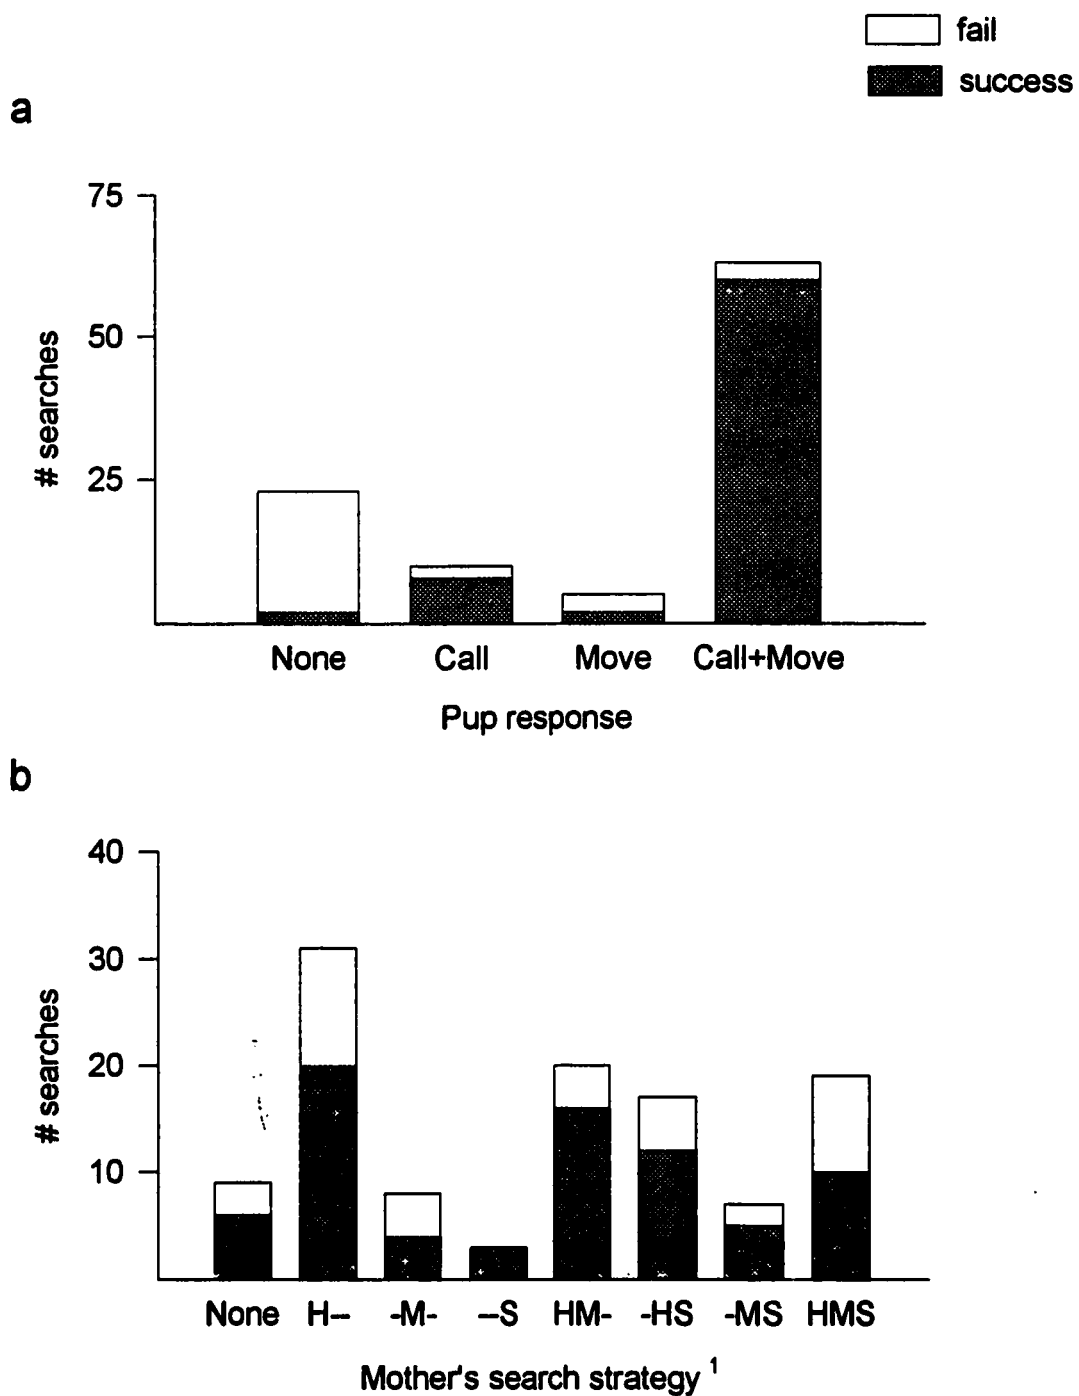 fail
success
a
75
50
25
# searches
None Call Move Call+Move
Pup response
b
40
30
20
10
# searches
None H-- -M- --S HM- -HS -MS HMS
Mother's search strategy 1